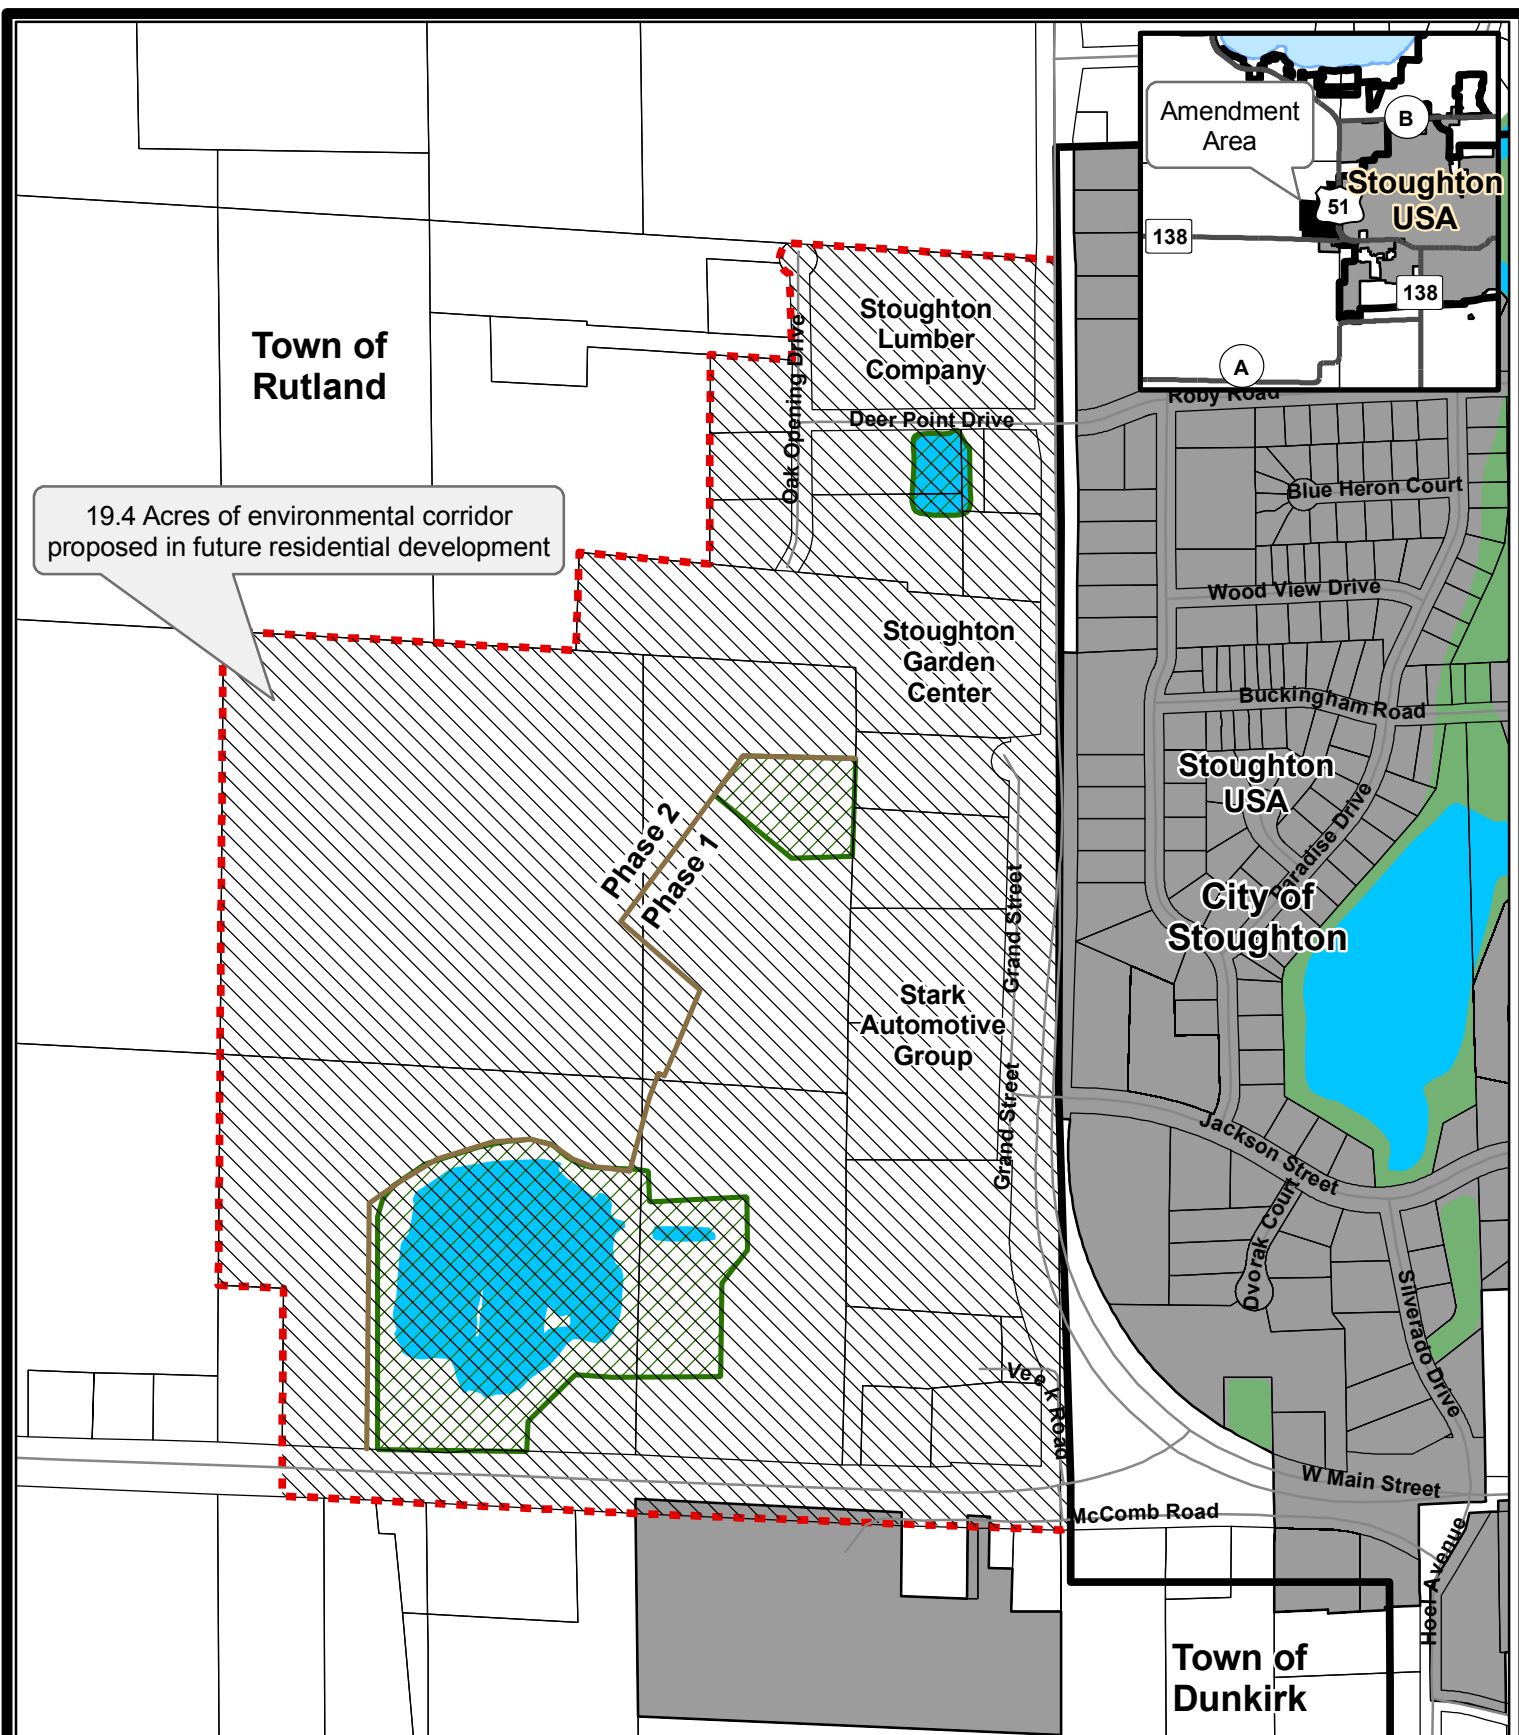 Amendment
Area
B
Stoughton
USA
51
138
138
A
Town of
Rutland
Stoughton
Lumber
Company
Oak Opening Drive
Deer Point Drive
Roby Road
Blue Heron Court
19.4 Acres of environmental corridor
proposed in future residential development
Wood View Drive
Stoughton
Garden
Center
Buckingham Road
Stoughton
USA
Paradise Drive
Phase 2
Phase 1
City of
Stoughton
Grand Street
Stark
Automotive
Group
Grand Street
Jackson Street
Dvorak Court
Silverado Drive
Veek Road
W Main Street
McComb Road
Hoel Avenue
Town of
Dunkirk